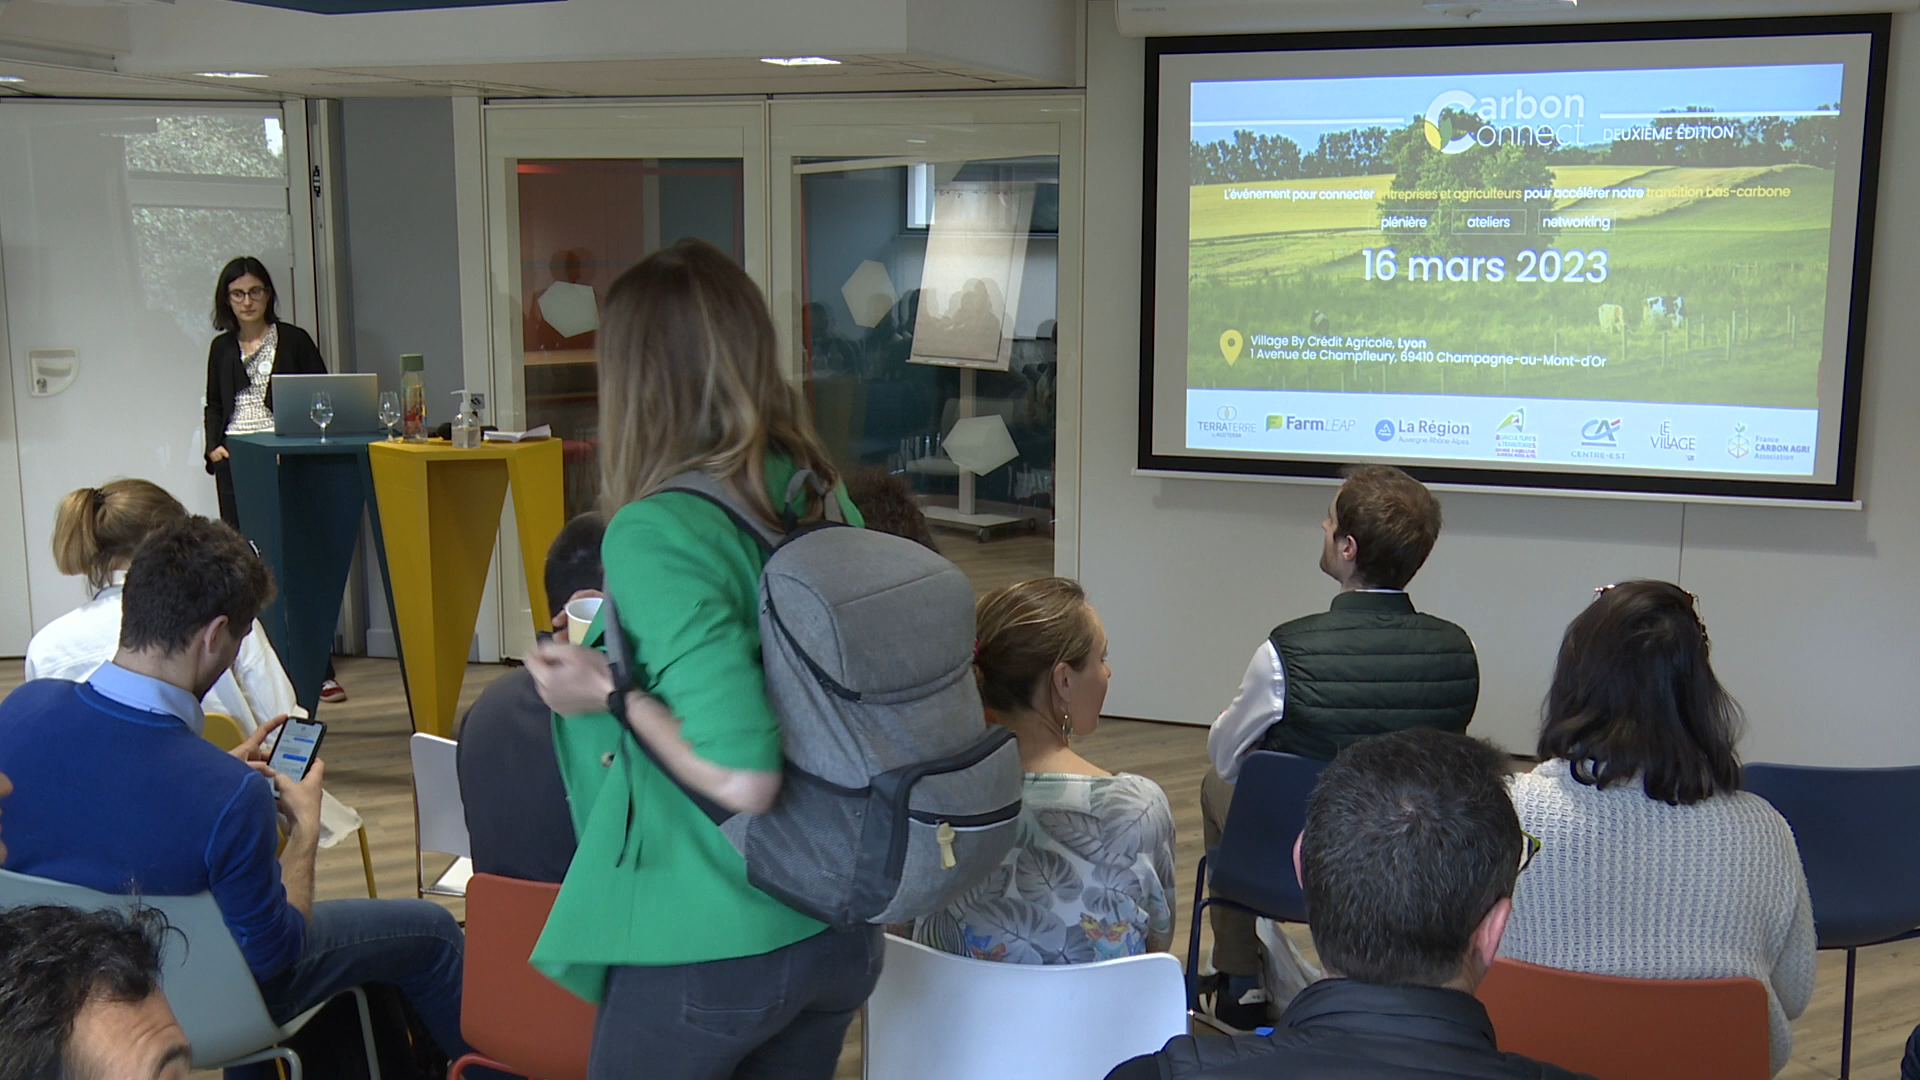 Carbon
Connect DEUXIÈME ÉDITION
L'événement pour connecter entreprises et agriculteurs pour accélérer notre transition bas-carbone
plénière ateliers networking
16 mars 2023
Village By Crédit Agricole, Lyon
1 Avenue de Champfleury, 69410 Champagne-au-Mont-d'Or
TERRATERRE
FarmLEAP
La Région
Auvergne-Rhône-Alpes
AGRICULTURES
& TERRITOIRES
CENTRE-EST
LE
VILLAGE
France
CARBON AGRI
Association